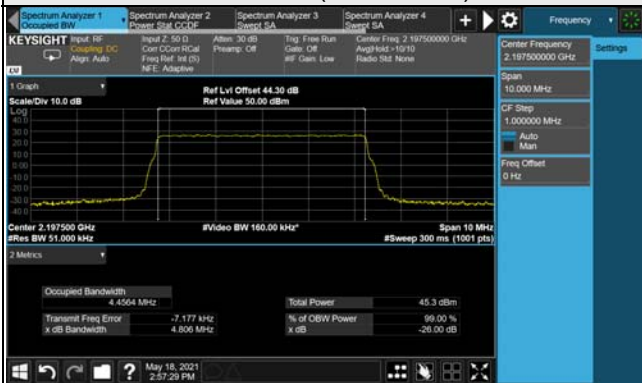 Spectrum Analyzer 1
Occupied BW
Spectrum Analyzer 2
Power Stat CCDF
Spectrum Analyzer 3
Swept SA
Spectrum Analyzer 4
Swept SA
Frequency
KEYSIGHT
Input: RF
Coupling: DC
Align: Auto
Input Z: 50 Ω
Corr CCorr RCal
Freq Ref: Int (S)
NFE: Adaptive
Atten: 30 dB
Preamp: Off
Trig: Free Run
Gate: Off
#IF Gain: Low
Center Freq: 2.197500000 GHz
Avg|Hold:>10/10
Radio Std: None
Center Frequency
2.197500000 GHz
Settings
Span
10.000 MHz
CF Step
1.000000 MHz
Auto
Man
Freq Offset
0 Hz
1 Graph
Scale/Div 10.0 dB
Ref Lvl Offset 44.30 dB
Ref Value 50.00 dBm
Log
40.0
30.0
20.0
10.0
0.00
-10.0
-20.0
-30.0
-40.0
Center 2.197500 GHz
#Res BW 51.000 kHz
#Video BW 160.00 kHz*
Span 10 MHz
#Sweep 300 ms (1001 pts)
2 Metrics
Occupied Bandwidth
4.4564 MHz
Total Power
45.3 dBm
Transmit Freq Error
-7.177 kHz
% of OBW Power
99.00 %
x dB Bandwidth
4.806 MHz
x dB
-26.00 dB
?
May 18, 2021
2:57:29 PM